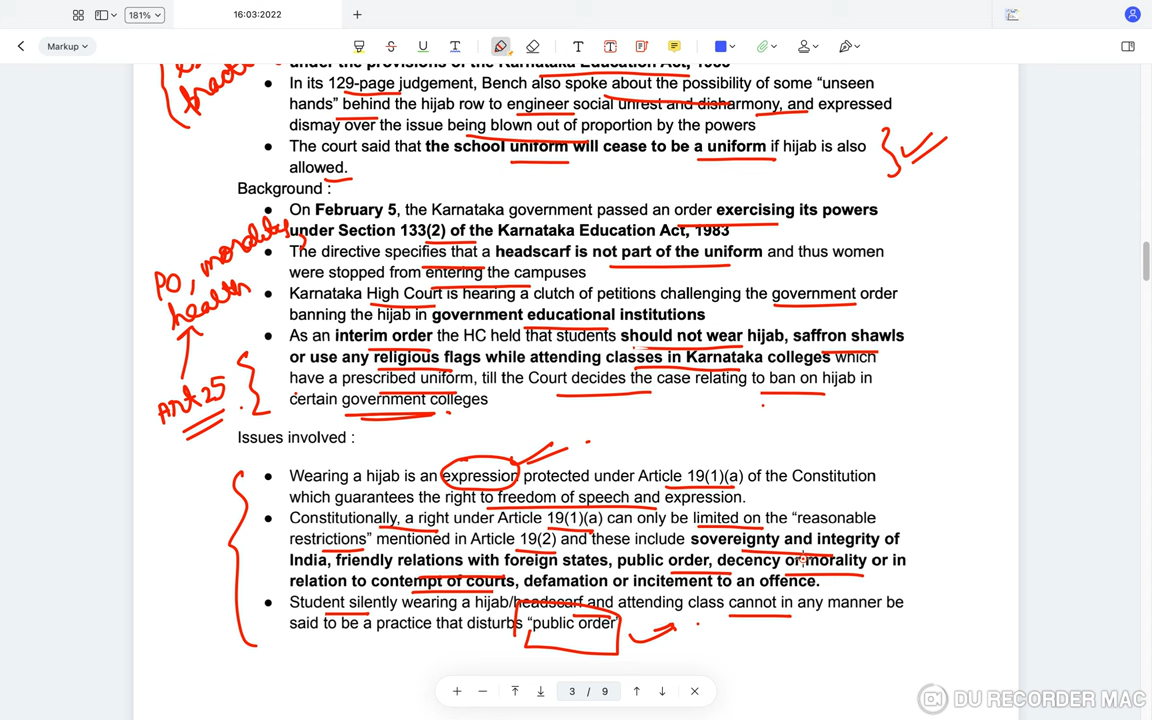 181%
16:03:2022
Markup
under the provisions of the Karnataka Education Act, 1983
In its 129-page judgement, Bench also spoke about the possibility of some “unseen
hands” behind the hijab row to engineer social unrest and disharmony, and expressed
dismay over the issue being blown out of proportion by the powers
The court said that the school uniform will cease to be a uniform if hijab is also
allowed.
Background :
On February 5, the Karnataka government passed an order exercising its powers
under Section 133(2) of the Karnataka Education Act, 1983
The directive specifies that a headscarf is not part of the uniform and thus women
were stopped from entering the campuses
Karnataka High Court is hearing a clutch of petitions challenging the government order
banning the hijab in government educational institutions
As an interim order the HC held that students should not wear hijab, saffron shawls
or use any religious flags while attending classes in Karnataka colleges which
have a prescribed uniform, till the Court decides the case relating to ban on hijab in
certain government colleges
PO, morality,
health
Art 25
Issues involved :
Wearing a hijab is an expression protected under Article 19(1)(a) of the Constitution
which guarantees the right to freedom of speech and expression.
Constitutionally, a right under Article 19(1)(a) can only be limited on the “reasonable
restrictions” mentioned in Article 19(2) and these include sovereignty and integrity of
India, friendly relations with foreign states, public order, decency or morality or in
relation to contempt of courts, defamation or incitement to an offence.
Student silently wearing a hijab/headscarf and attending class cannot in any manner be
said to be a practice that disturbs “public order”
3 / 9
DU RECORDER MAC